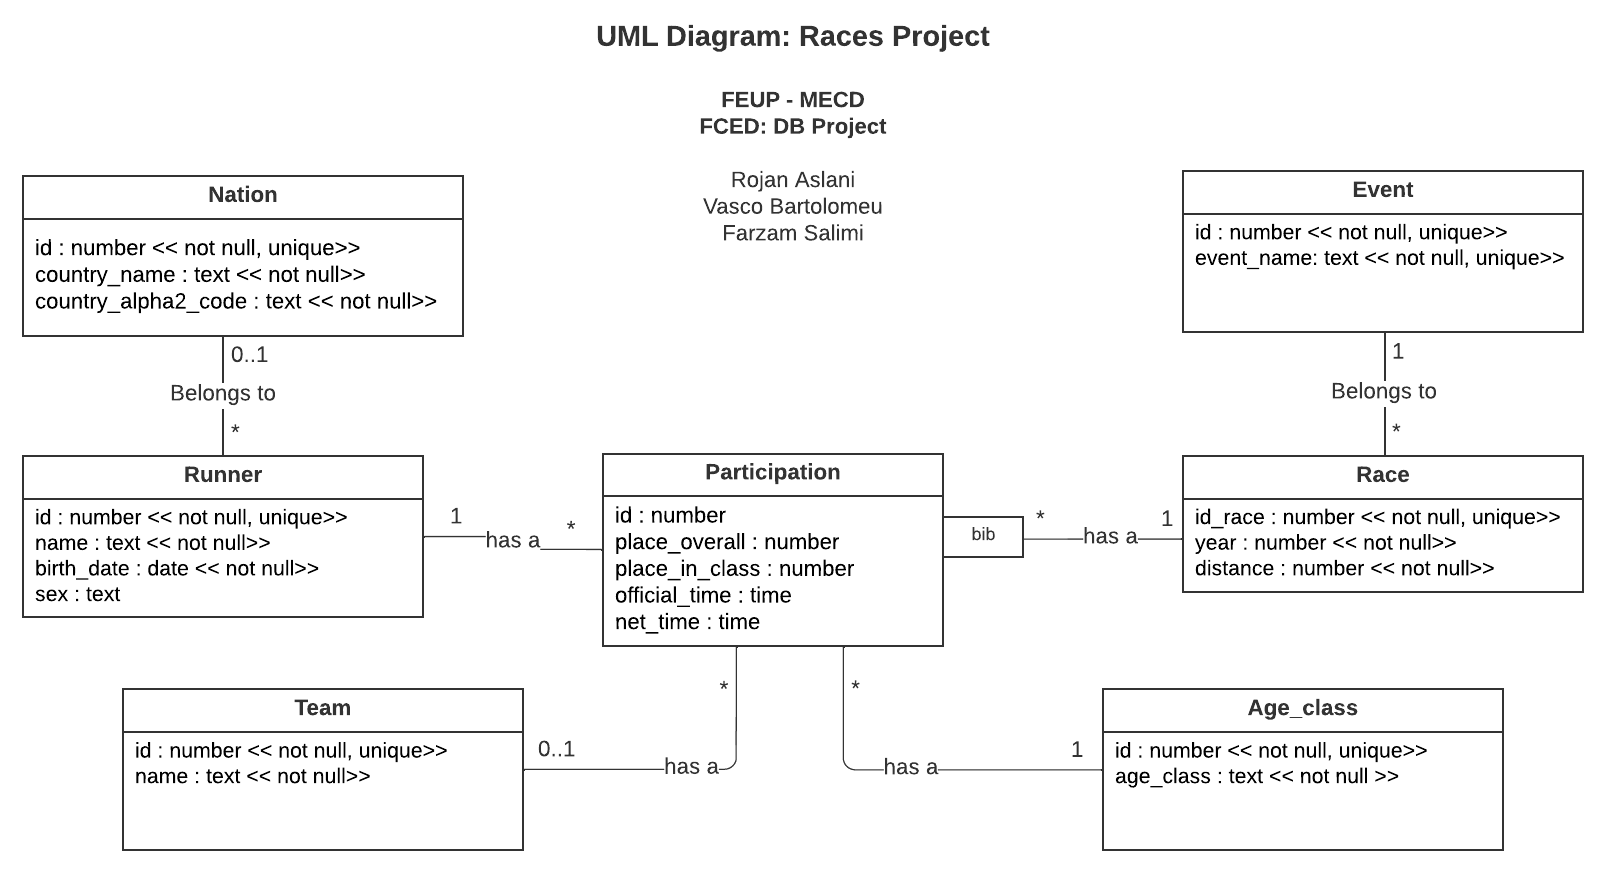 UML Diagram: Races Project
FEUP - MECD
FCED: DB Project
Rojan Aslani
Vasco Bartolomeu
Farzam Salimi
Nation
id : number << not null, unique>>
country_name : text << not null>>
country_alpha2_code : text << not null>>
Event
id : number << not null, unique>>
event_name: text << not null, unique>>
0..1
Belongs to
*
1
Belongs to
*
Runner
id : number << not null, unique>>
name : text << not null>>
birth_date : date << not null>>
sex : text
1
has a
*
Participation
id : number
place_overall : number
place_in_class : number
official_time : time
net_time : time
bib
*
has a
1
Race
id_race : number << not null, unique>>
year : number << not null>>
distance : number << not null>>
Team
id : number << not null, unique>>
name : text << not null>>
0..1
has a
*
*
has a
1
Age_class
id : number << not null, unique>>
age_class : text << not null >>